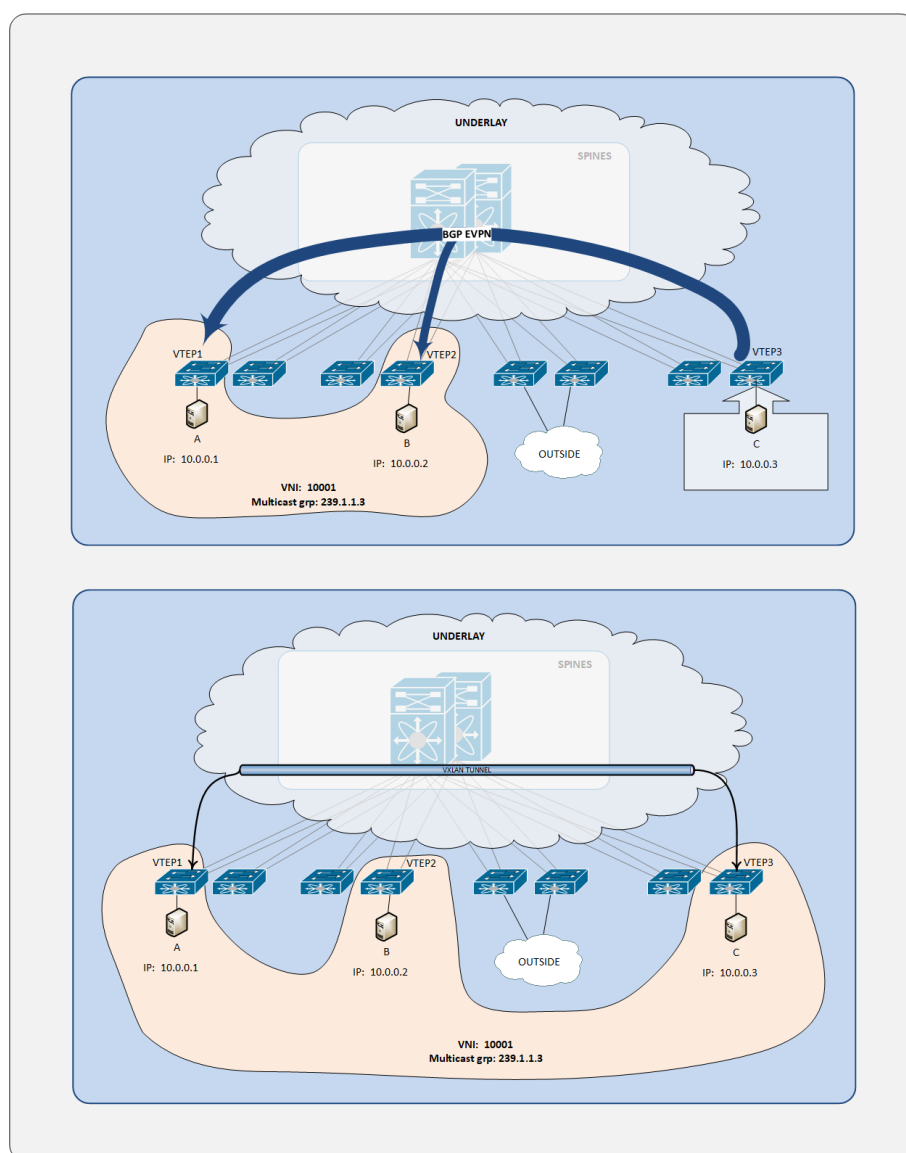 UNDERLAY
SPINES
BGP EVPN
VTEP1
VTEP2
VTEP3
A
B
C
IP: 10.0.0.1
IP: 10.0.0.2
OUTSIDE
IP: 10.0.0.3
VNI: 10001
Multicast grp: 239.1.1.3
UNDERLAY
SPINES
VXLAN TUNNEL
VTEP1
VTEP2
VTEP3
A
B
C
IP: 10.0.0.1
IP: 10.0.0.2
OUTSIDE
IP: 10.0.0.3
VNI: 10001
Multicast grp: 239.1.1.3